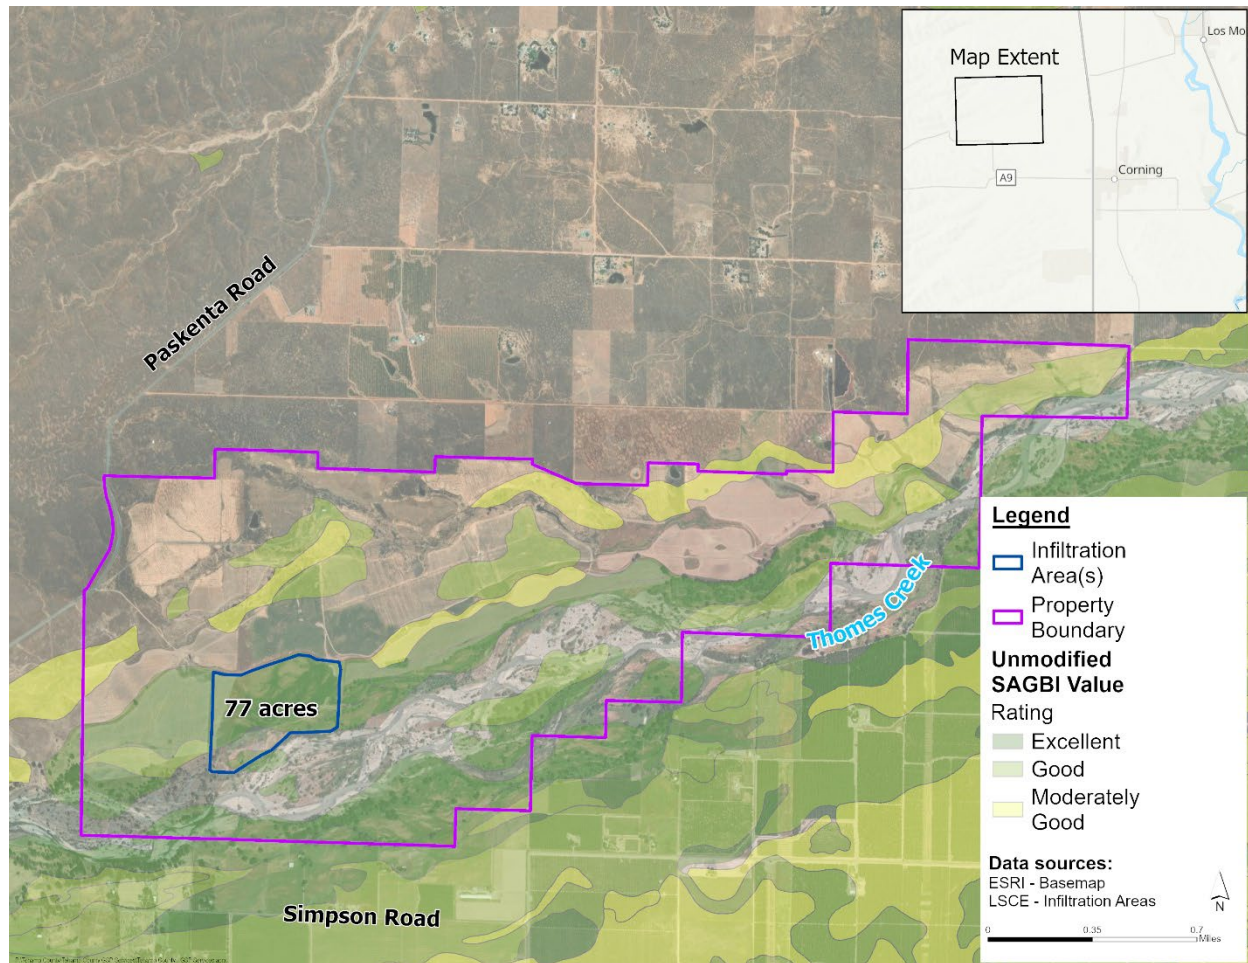 Los Mo
Map Extent
A9
Corning
Paskenta Road
Thomes Creek
77 acres
Simpson Road
Legend
Infiltration
Area(s)
Property
Boundary
Unmodified
SAGBI Value
Rating
Excellent
Good
Moderately
Good
Data sources:
ESRI - Basemap
LSCE - Infiltration Areas
N
0 0.35 0.7
Miles